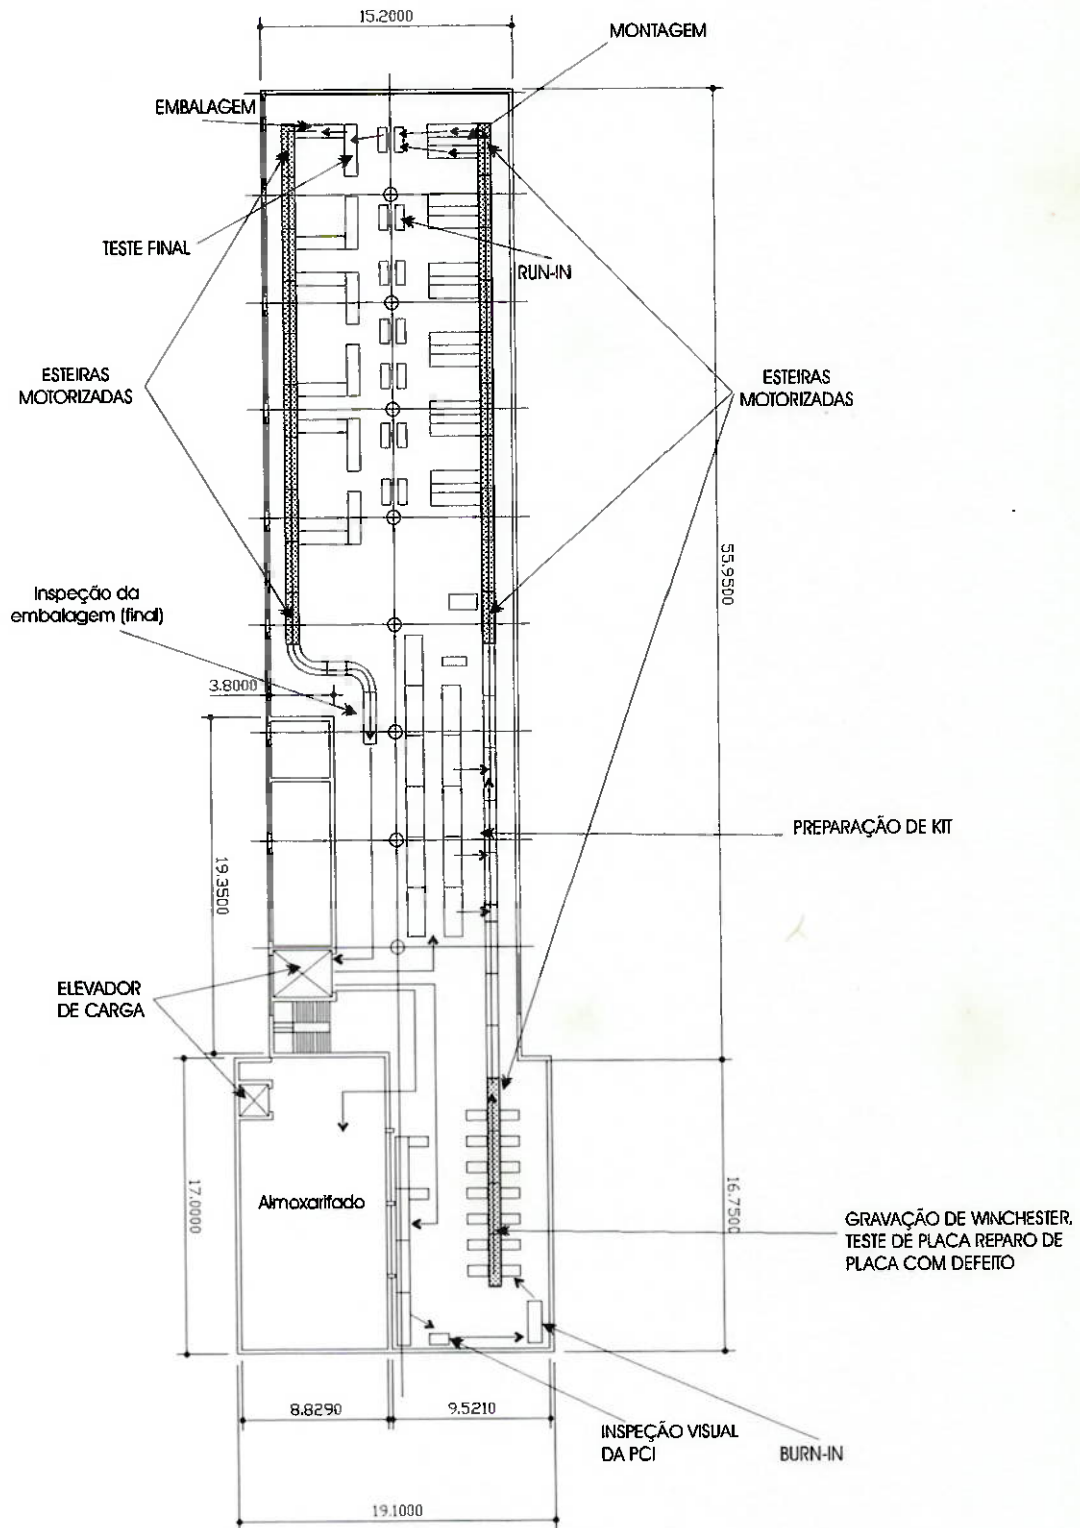 15.2000
MONTAGEM
EMBALAGEM
TESTE FINAL
RUN-IN
ESTEIRAS
MOTORIZADAS
ESTEIRAS
MOTORIZADAS
55.9500
Inspeção da
embalagem (final)
3.8000
PREPARAÇÃO DE KIT
19.3500
ELEVADOR
DE CARGA
17.0000
Almoxarifado
16.7500
GRAVAÇÃO DE WINCHESTER,
TESTE DE PLACA REPARO DE
PLACA COM DEFEITO
8.8290
9.5210
INSPEÇÃO VISUAL
DA PCI
BURN-IN
19.1000